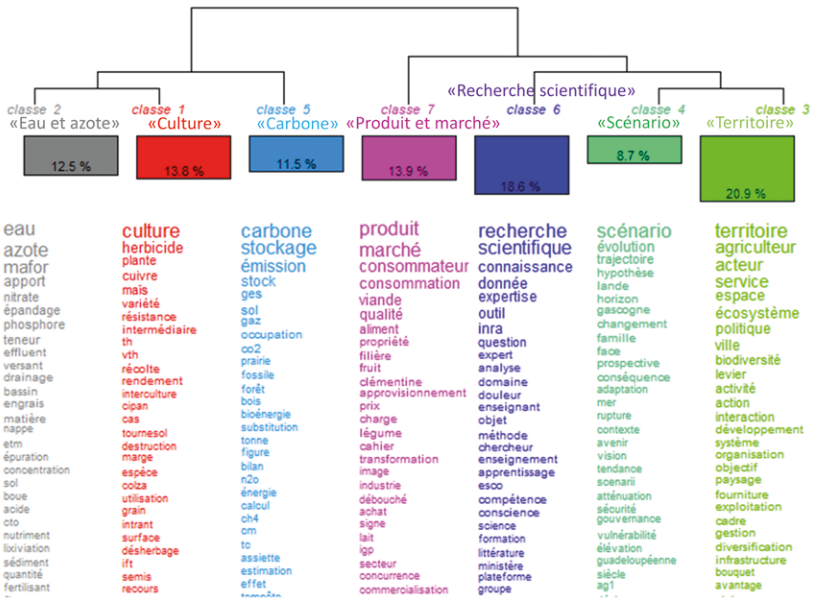 «Recherche scientifique»
classe 2
classe 1
classe 5
classe 7
classe 6
classe 4
classe 3
«Eau et azote»
«Culture»
«Carbone»
«Produit et marché»
«Scénario»
«Territoire»
12.5 %
13.8 %
11.5 %
13.9 %
18.6 %
8.7 %
20.9 %
eau
azote
mafor
apport
nitrate
épandage
phosphore
teneur
effluent
versant
drainage
bassin
engrais
matière
nappe
etm
épuration
concentration
sol
boue
acide
cto
nutriment
lixiviation
sédiment
quantité
fertilisant
culture
herbicide
plante
cuivre
maïs
variété
résistance
intermédiaire
th
vth
récolte
rendement
interculture
cipan
cas
tournesol
destruction
marge
espèce
colza
utilisation
grain
intrant
surface
désherbage
ift
semis
recours
carbone
stockage
émission
stock
ges
sol
gaz
occupation
co2
prairie
fossile
forêt
bois
bioénergie
substitution
tonne
figure
bilan
n2o
énergie
calcul
ch4
cm
tc
assiette
estimation
effet
tempête
produit
marché
consommateur
consommation
viande
qualité
aliment
propriété
filière
fruit
clémentine
approvisionnement
prix
charge
légume
cahier
transformation
image
industrie
débouché
achat
signe
lait
igp
secteur
concurrence
commercialisation
recherche
scientifique
connaissance
donnée
expertise
outil
inra
question
expert
analyse
domaine
douleur
enseignant
objet
méthode
chercheur
enseignement
apprentissage
esco
compétence
conscience
science
formation
littérature
ministère
plateforme
groupe
scénario
évolution
trajectoire
hypothèse
lande
horizon
gascogne
changement
famille
face
prospective
conséquence
adaptation
mer
rupture
contexte
avenir
vision
tendance
scenarii
atténuation
sécurité
gouvernance
vulnérabilité
élévation
guadeloupéenne
siècle
ag1
territoire
agriculteur
acteur
service
espace
écosystème
politique
ville
biodiversité
levier
activité
action
interaction
développement
système
organisation
objectif
paysage
fourniture
exploitation
cadre
gestion
diversification
infrastructure
bouquet
avantage